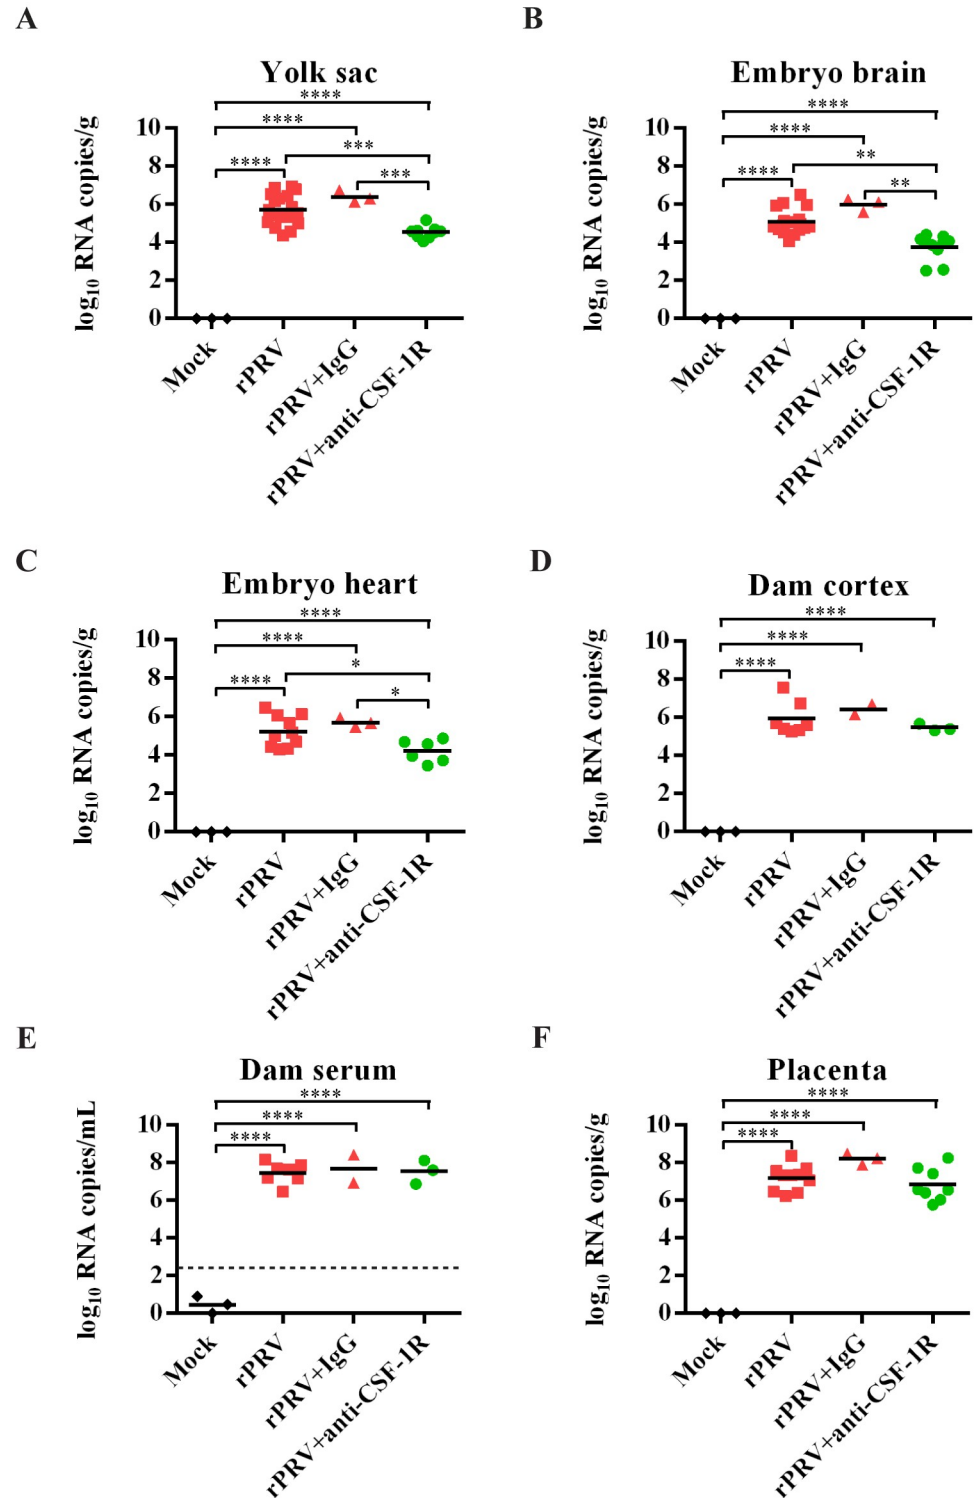 A
Yolk sac
log10 RNA copies/g
10
8
6
4
2
0
****
****
****
***
***
Mock
rPRV
rPRV+IgG
rPRV+anti-CSF-1R
B
Embryo brain
log10 RNA copies/g
10
8
6
4
2
0
****
****
****
**
**
Mock
rPRV
rPRV+IgG
rPRV+anti-CSF-1R
C
Embryo heart
log10 RNA copies/g
10
8
6
4
2
0
****
****
****
*
*
Mock
rPRV
rPRV+IgG
rPRV+anti-CSF-1R
D
Dam cortex
log10 RNA copies/g
10
8
6
4
2
0
****
****
****
Mock
rPRV
rPRV+IgG
rPRV+anti-CSF-1R
E
Dam serum
log10 RNA copies/mL
10
8
6
4
2
0
****
****
****
Mock
rPRV
rPRV+IgG
rPRV+anti-CSF-1R
F
Placenta
log10 RNA copies/g
10
8
6
4
2
0
****
****
****
Mock
rPRV
rPRV+IgG
rPRV+anti-CSF-1R